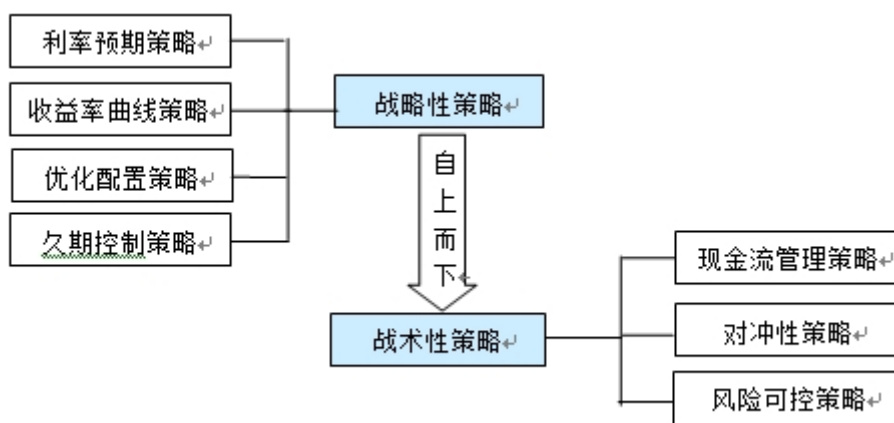 利率预期策略
收益率曲线策略
优化配置策略
久期控制策略
战略性策略
自上而下
战术性策略
现金流管理策略
对冲性策略
风险可控策略